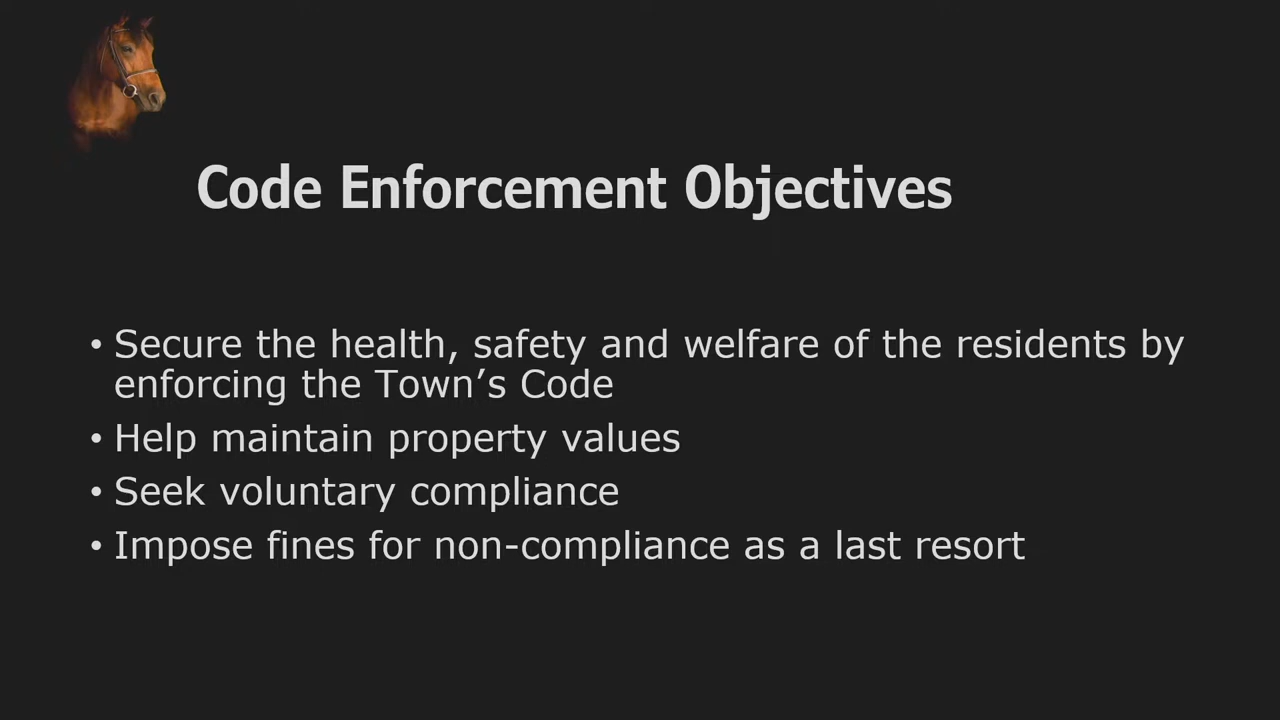 Code Enforcement Objectives
• Secure the health, safety and welfare of the residents by
enforcing the Town’s Code
• Help maintain property values
• Seek voluntary compliance
• Impose fines for non-compliance as a last resort